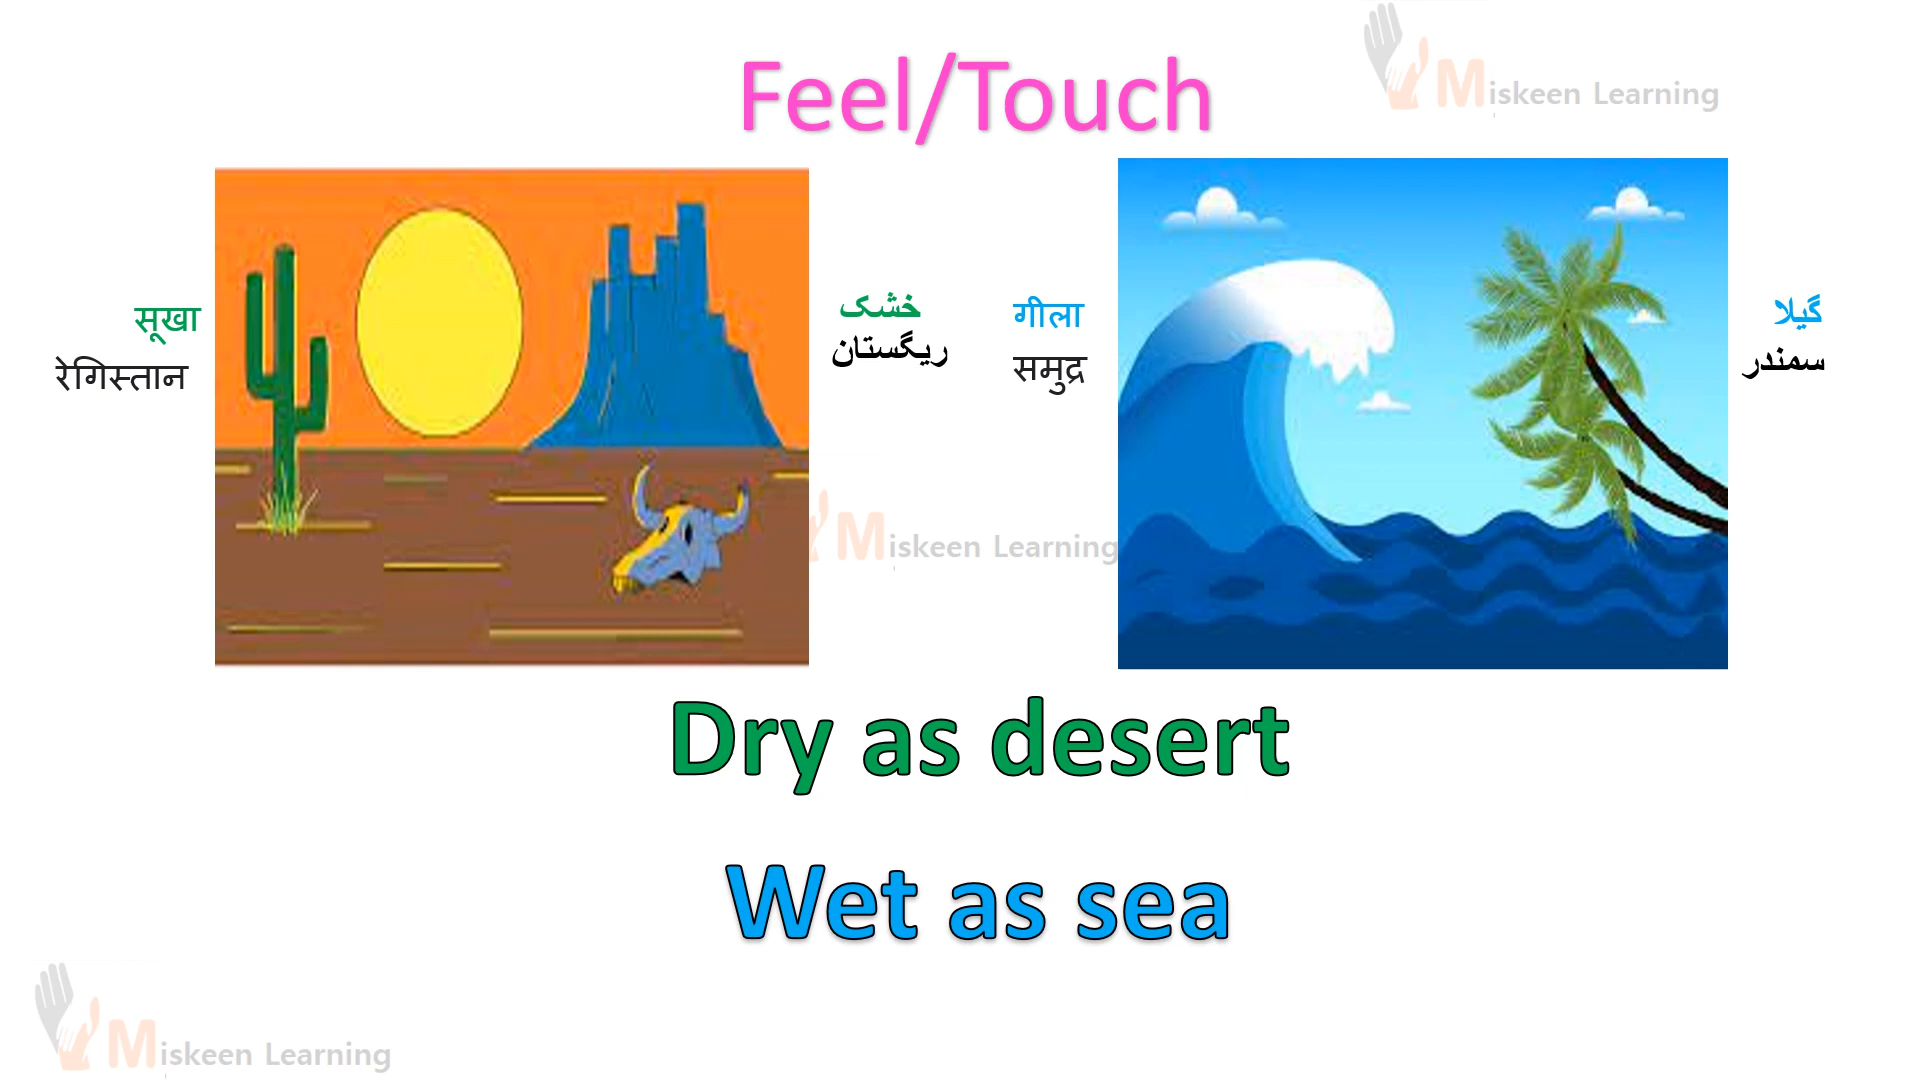 Feel/Touch
Miskeen Learning
सूखा
रेगिस्तान
خشک
ریگستان
गीला
समुद्र
گیلا
سمندر
Miskeen Learning
Dry as desert
Wet as sea
Miskeen Learning